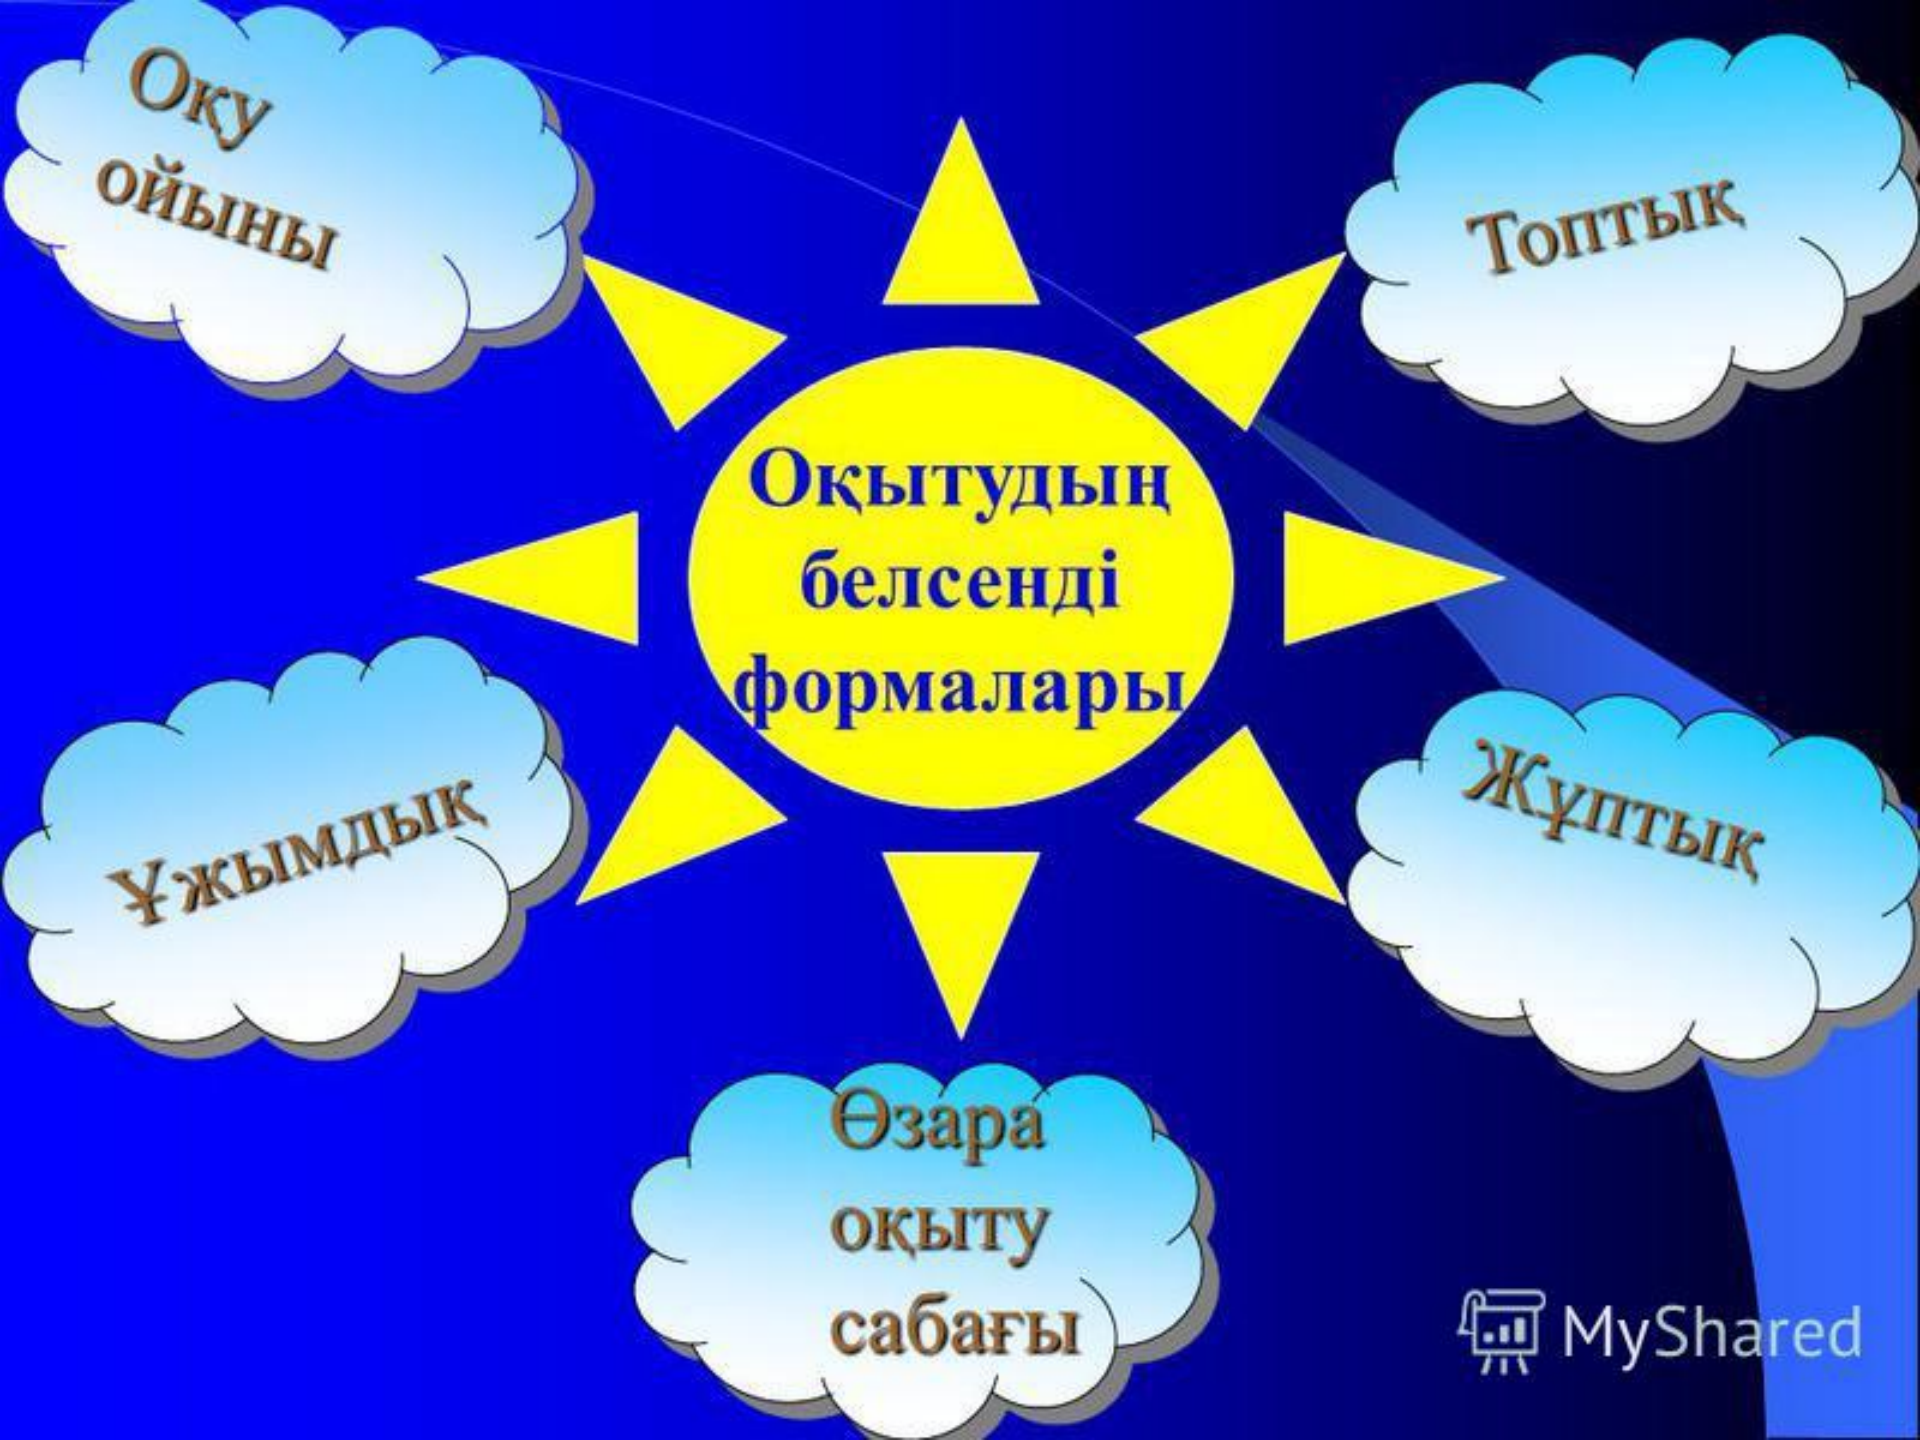 Оқу
ойыны
Топтық
Оқытудың
белсенді
формалары
Ұжымдық
Жұптық
Өзара
оқыту
сабағы
MyShared